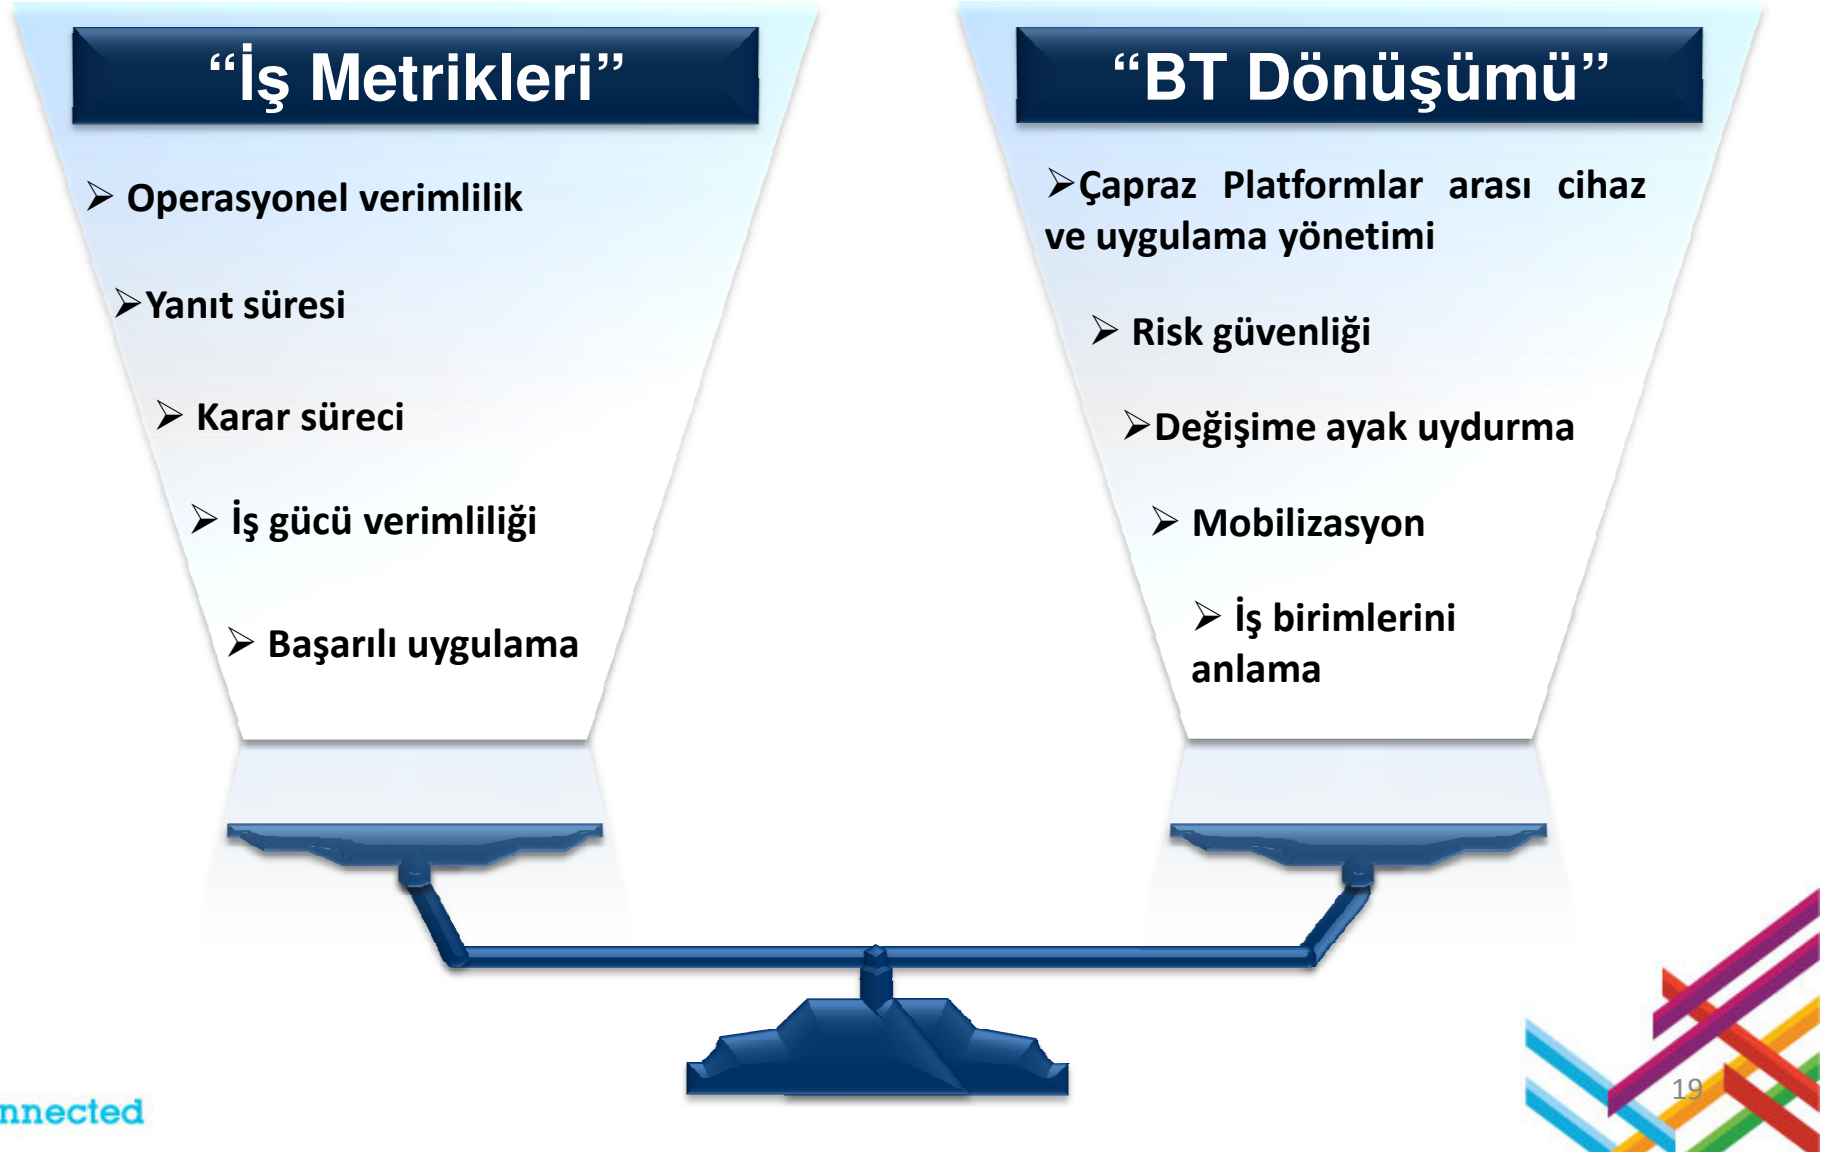 “İş Metrikleri”
➢ Operasyonel verimlilik
➢Yanıt süresi
➢ Karar süreci
➢ İş gücü verimliliği
➢ Başarılı uygulama
“BT Dönüşümü”
➢Çapraz Platformlar arası cihaz
ve uygulama yönetimi
➢ Risk güvenliği
➢Değişime ayak uydurma
➢ Mobilizasyon
➢ İş birimlerini
anlama
nnected
19